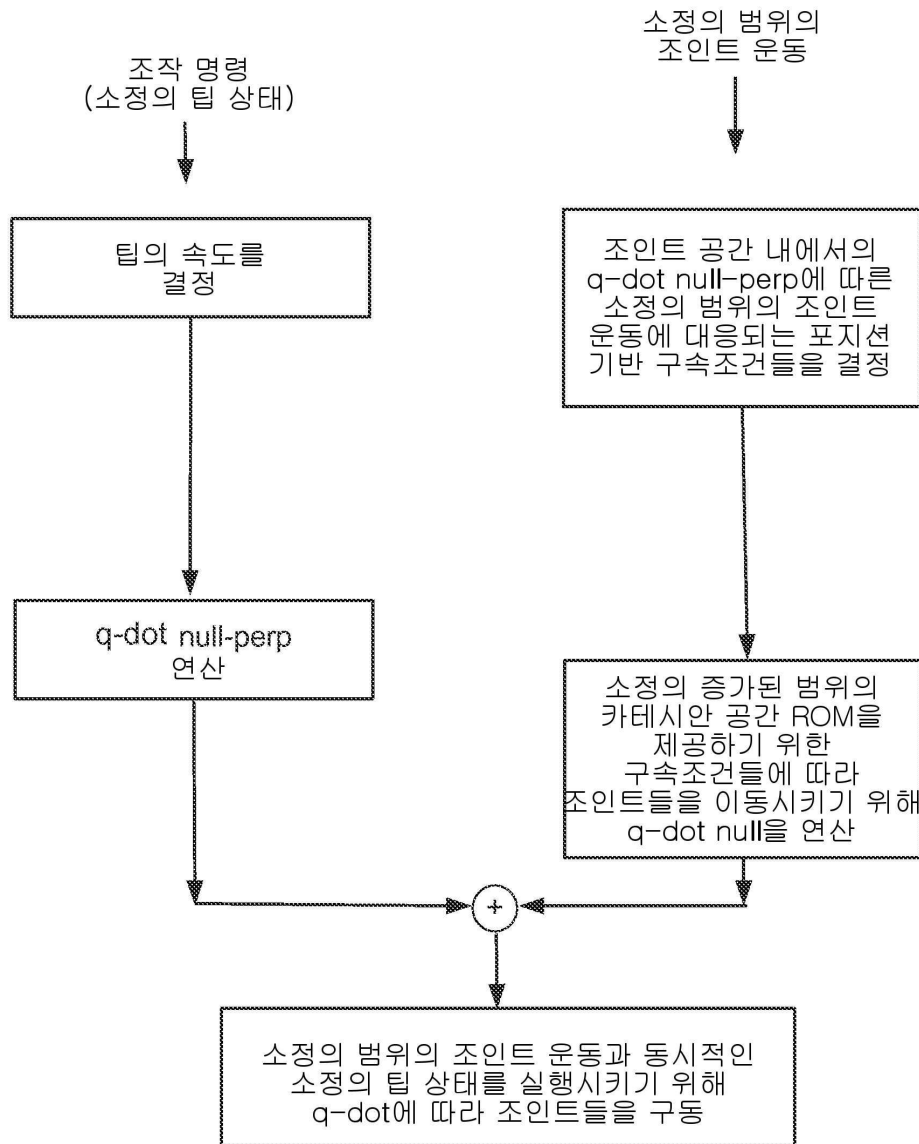 조작 명령
(소정의 팁 상태)
소정의 범위의
조인트 운동
팁의 속도를
결정
조인트 공간 내에서의
q-dot null-perp에 따른
소정의 범위의 조인트
운동에 대응되는 포지션
기반 구속조건들을 결정
q-dot null-perp
연산
소정의 증가된 범위의
카테시안 공간 ROM을
제공하기 위한
구속조건들에 따라
조인트들을 이동시키기 위해
q-dot null을 연산
+
소정의 범위의 조인트 운동과 동시적인
소정의 팁 상태를 실행시키기 위해
q-dot에 따라 조인트들을 구동